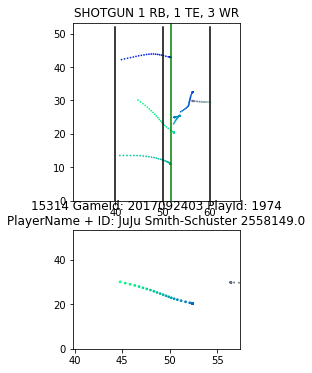 SHOTGUN 1 RB, 1 TE, 3 WR
50
40
30
20
10
0
40 50 60
15314 GameId: 2017092403 PlayId: 1974
PlayerName + ID: JuJu Smith-Schuster 2558149.0
40
20
0
40 45 50 55